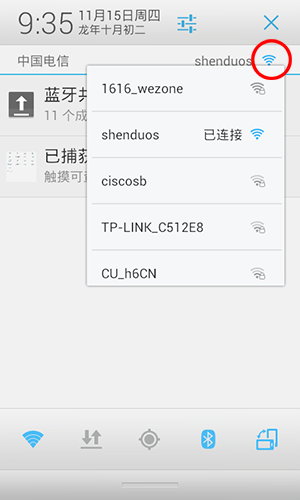 9:35 11月15日周四
龙年十月初二
中国电信 shenduos
蓝牙共
11 个成
已捕获
触摸可
1616_wezone
shenduos 已连接
ciscosb
TP-LINK_C512E8
CU_h6CN